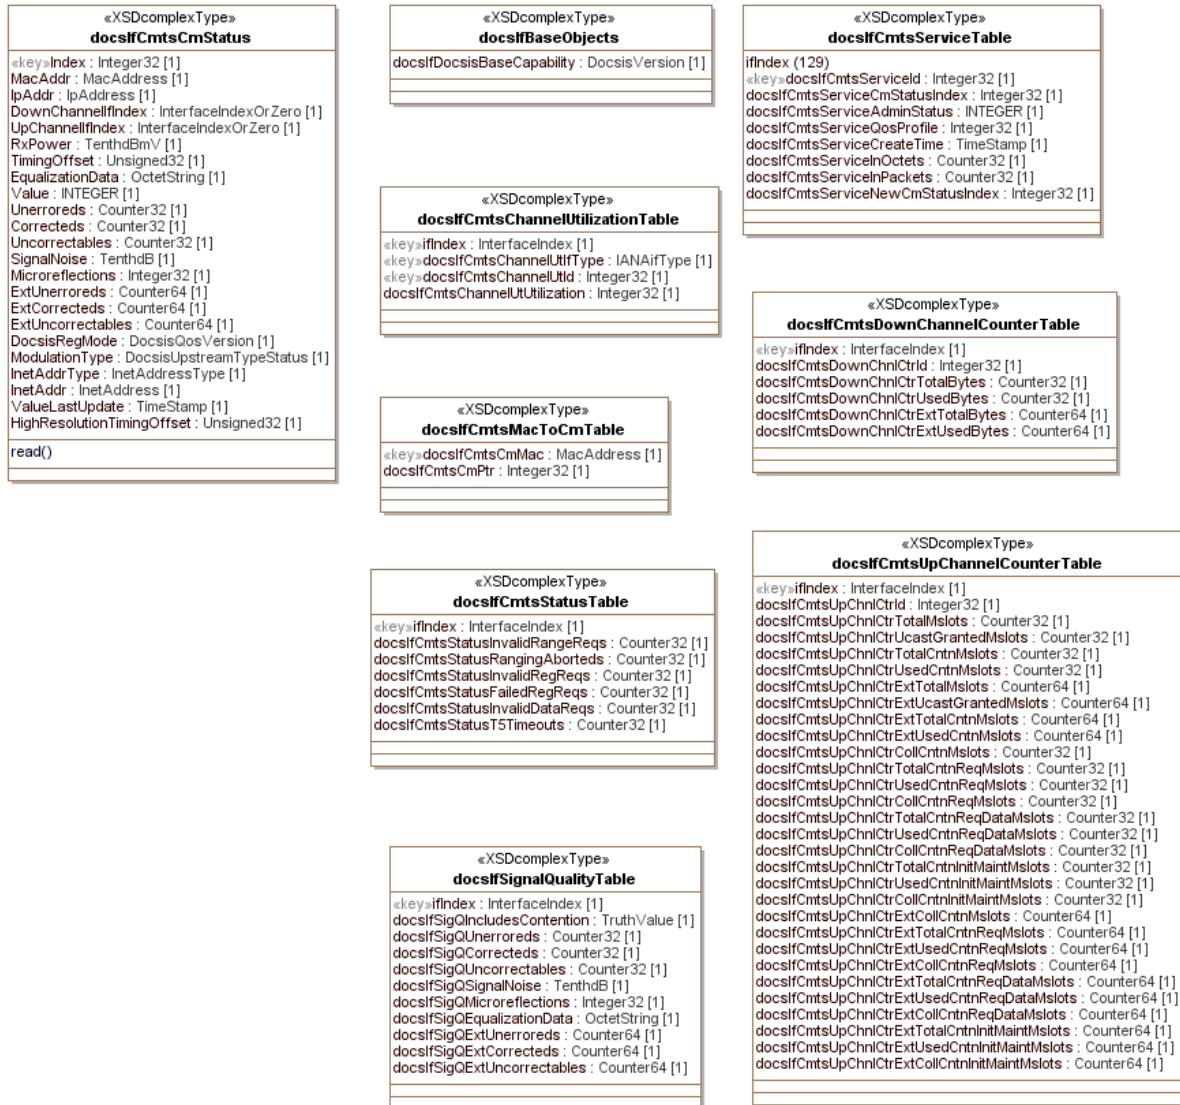 «XSDcomplexType»
docsIfCmtsCmStatus
«key»Index : Integer32 [1]
MacAddr : MacAddress [1]
IpAddr : IpAddress [1]
DownChannelIfIndex : InterfaceIndexOrZero [1]
UpChannelIfIndex : InterfaceIndexOrZero [1]
RxPower : TenthdBmV [1]
TimingOffset : Unsigned32 [1]
EqualizationData : OctetString [1]
Value : INTEGER [1]
Unerroreds : Counter32 [1]
Correcteds : Counter32 [1]
Uncorrectables : Counter32 [1]
SignalNoise : TenthdB [1]
Microreflections : Integer32 [1]
ExtUnerroreds : Counter64 [1]
ExtCorrecteds : Counter64 [1]
ExtUncorrectables : Counter64 [1]
DocsisRegMode : DocsisQosVersion [1]
ModulationType : DocsisUpstreamTypeStatus [1]
InetAddrType : InetAddressType [1]
InetAddr : InetAddress [1]
ValueLastUpdate : TimeStamp [1]
HighResolutionTimingOffset : Unsigned32 [1]
read()
«XSDcomplexType»
docsIfBaseObjects
docsIfDocsisBaseCapability : DocsisVersion [1]
«XSDcomplexType»
docsIfCmtsChannelUtilizationTable
«key»ifIndex : InterfaceIndex [1]
«key»docsIfCmtsChannelUtIfType : IANAifType [1]
«key»docsIfCmtsChannelUtId : Integer32 [1]
docsIfCmtsChannelUtUtilization : Integer32 [1]
«XSDcomplexType»
docsIfCmtsMacToCmTable
«key»docsIfCmtsCmMac : MacAddress [1]
docsIfCmtsCmPtr : Integer32 [1]
«XSDcomplexType»
docsIfCmtsStatusTable
«key»ifIndex : InterfaceIndex [1]
docsIfCmtsStatusInvalidRangeReqs : Counter32 [1]
docsIfCmtsStatusRangingAborteds : Counter32 [1]
docsIfCmtsStatusInvalidRegReqs : Counter32 [1]
docsIfCmtsStatusFailedRegReqs : Counter32 [1]
docsIfCmtsStatusInvalidDataReqs : Counter32 [1]
docsIfCmtsStatusT5Timeouts : Counter32 [1]
«XSDcomplexType»
docsIfSignalQualityTable
«key»ifIndex : InterfaceIndex [1]
docsIfSigQIncludesContention : TruthValue [1]
docsIfSigQUnerroreds : Counter32 [1]
docsIfSigQCorrecteds : Counter32 [1]
docsIfSigQUncorrectables : Counter32 [1]
docsIfSigQSignalNoise : TenthdB [1]
docsIfSigQMicroreflections : Integer32 [1]
docsIfSigQEqualizationData : OctetString [1]
docsIfSigQExtUnerroreds : Counter64 [1]
docsIfSigQExtCorrecteds : Counter64 [1]
docsIfSigQExtUncorrectables : Counter64 [1]
«XSDcomplexType»
docsIfCmtsServiceTable
ifIndex (129)
«key»docsIfCmtsServiceId : Integer32 [1]
docsIfCmtsServiceCmStatusIndex : Integer32 [1]
docsIfCmtsServiceAdminStatus : INTEGER [1]
docsIfCmtsServiceQosProfile : Integer32 [1]
docsIfCmtsServiceCreateTime : TimeStamp [1]
docsIfCmtsServiceInOctets : Counter32 [1]
docsIfCmtsServiceInPackets : Counter32 [1]
docsIfCmtsServiceNewCmStatusIndex : Integer32 [1]
«XSDcomplexType»
docsIfCmtsDownChannelCounterTable
«key»ifIndex : InterfaceIndex [1]
docsIfCmtsDownChnlCtrId : Integer32 [1]
docsIfCmtsDownChnlCtrTotalBytes : Counter32 [1]
docsIfCmtsDownChnlCtrUsedBytes : Counter32 [1]
docsIfCmtsDownChnlCtrExtTotalBytes : Counter64 [1]
docsIfCmtsDownChnlCtrExtUsedBytes : Counter64 [1]
«XSDcomplexType»
docsIfCmtsUpChannelCounterTable
«key»ifIndex : InterfaceIndex [1]
docsIfCmtsUpChnlCtrId : Integer32 [1]
docsIfCmtsUpChnlCtrTotalMslots : Counter32 [1]
docsIfCmtsUpChnlCtrUcastGrantedMslots : Counter32 [1]
docsIfCmtsUpChnlCtrTotalCntnMslots : Counter32 [1]
docsIfCmtsUpChnlCtrUsedCntnMslots : Counter32 [1]
docsIfCmtsUpChnlCtrExtTotalMslots : Counter64 [1]
docsIfCmtsUpChnlCtrExtUcastGrantedMslots : Counter64 [1]
docsIfCmtsUpChnlCtrExtTotalCntnMslots : Counter64 [1]
docsIfCmtsUpChnlCtrExtUsedCntnMslots : Counter64 [1]
docsIfCmtsUpChnlCtrCollCntnMslots : Counter32 [1]
docsIfCmtsUpChnlCtrTotalCntnReqMslots : Counter32 [1]
docsIfCmtsUpChnlCtrUsedCntnReqMslots : Counter32 [1]
docsIfCmtsUpChnlCtrCollCntnReqMslots : Counter32 [1]
docsIfCmtsUpChnlCtrTotalCntnReqDataMslots : Counter32 [1]
docsIfCmtsUpChnlCtrUsedCntnReqDataMslots : Counter32 [1]
docsIfCmtsUpChnlCtrCollCntnReqDataMslots : Counter32 [1]
docsIfCmtsUpChnlCtrTotalCntnInitMaintMslots : Counter32 [1]
docsIfCmtsUpChnlCtrUsedCntnInitMaintMslots : Counter32 [1]
docsIfCmtsUpChnlCtrCollCntnInitMaintMslots : Counter32 [1]
docsIfCmtsUpChnlCtrExtCollCntnMslots : Counter64 [1]
docsIfCmtsUpChnlCtrExtTotalCntnReqMslots : Counter64 [1]
docsIfCmtsUpChnlCtrExtUsedCntnReqMslots : Counter64 [1]
docsIfCmtsUpChnlCtrExtCollCntnReqMslots : Counter64 [1]
docsIfCmtsUpChnlCtrExtTotalCntnReqDataMslots : Counter64 [1]
docsIfCmtsUpChnlCtrExtUsedCntnReqDataMslots : Counter64 [1]
docsIfCmtsUpChnlCtrExtCollCntnReqDataMslots : Counter64 [1]
docsIfCmtsUpChnlCtrExtTotalCntnInitMaintMslots : Counter64 [1]
docsIfCmtsUpChnlCtrExtUsedCntnInitMaintMslots : Counter64 [1]
docsIfCmtsUpChnlCtrExtCollCntnInitMaintMslots : Counter64 [1]